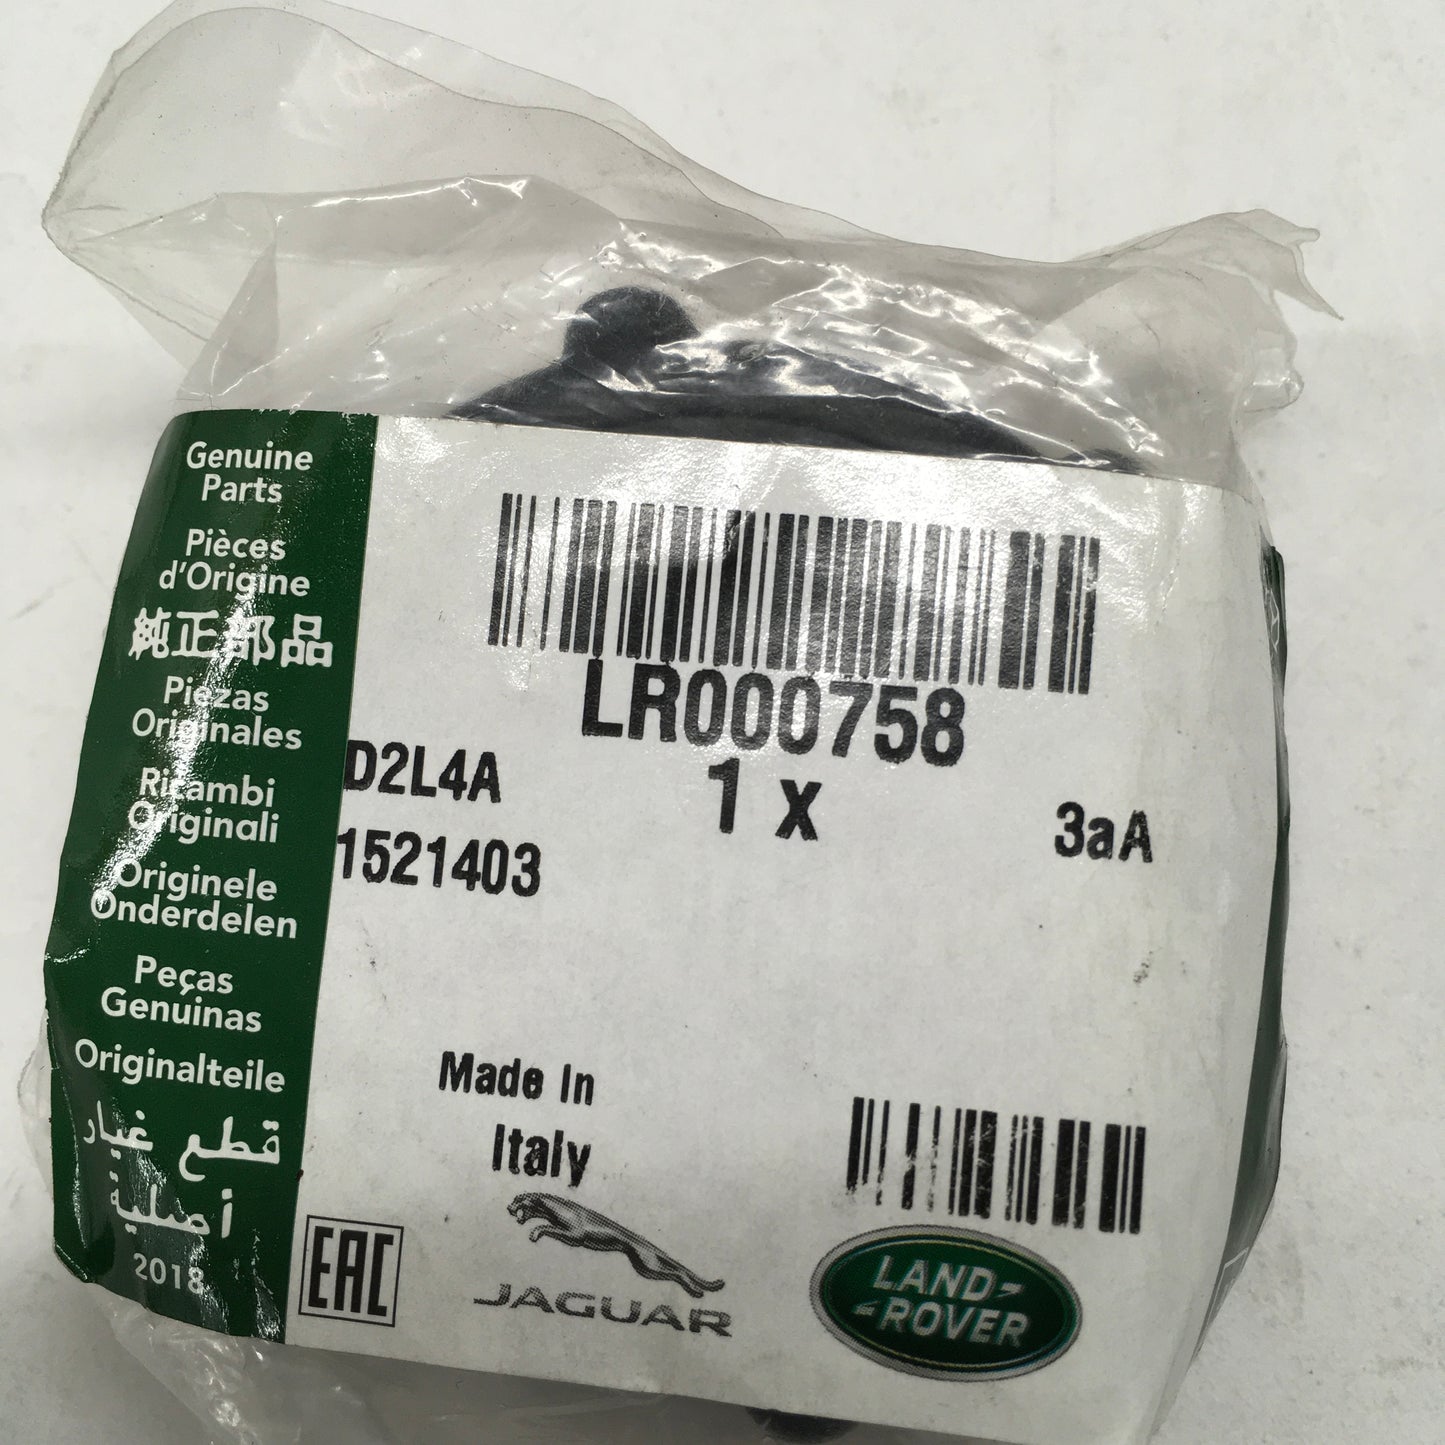 Genuine
Parts
Pièces
d'Origine
純正部品
Piezas
Originales
Ricambi
Originali
Originele
Onderdelen
Peças
Genuinas
Originalteile
قطع غيار
أصلية
2018
LR000758
D2L4A
1 x
3aA
1521403
Made In
Italy
EAC
JAGUAR
LAND-
-ROVER